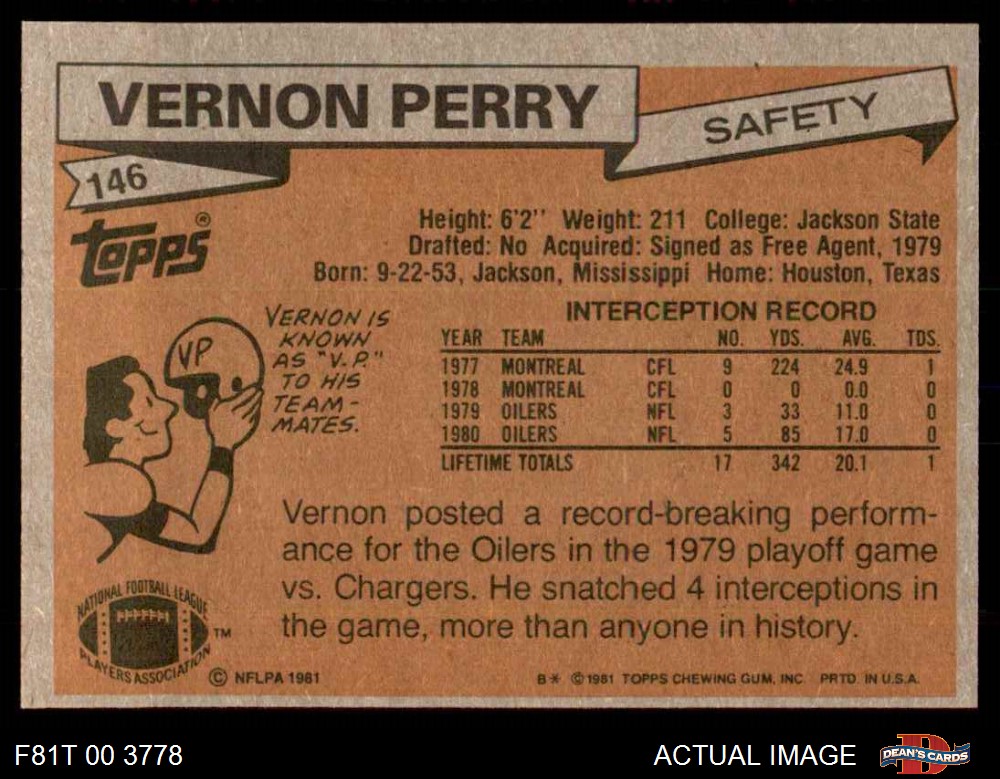 VERNON PERRY
SAFETY
146
Topps®
Height: 6'2'' Weight: 211 College: Jackson State
Drafted: No Acquired: Signed as Free Agent, 1979
Born: 9-22-53, Jackson, Mississippi Home: Houston, Texas
VERNON IS
KNOWN
AS "V.P."
TO HIS
TEAM-
MATES.
VP
INTERCEPTION RECORD
YEAR TEAM NO. YDS. AVG. TDS.
1977 MONTREAL CFL 9 224 24.9 1
1978 MONTREAL CFL 0 0 0.0 0
1979 OILERS NFL 3 33 11.0 0
1980 OILERS NFL 5 85 17.0 0
LIFETIME TOTALS 17 342 20.1 1
Vernon posted a record-breaking perform-
ance for the Oilers in the 1979 playoff game
vs. Chargers. He snatched 4 interceptions in
the game, more than anyone in history.
NATIONAL FOOTBALL LEAGUE
PLAYERS ASSOCIATION
TM
© NFLPA 1981
B* © 1981 TOPPS CHEWING GUM, INC. PRTD. IN U.S.A.
F81T 00 3778
ACTUAL IMAGE
D
DEAN'S CARDS